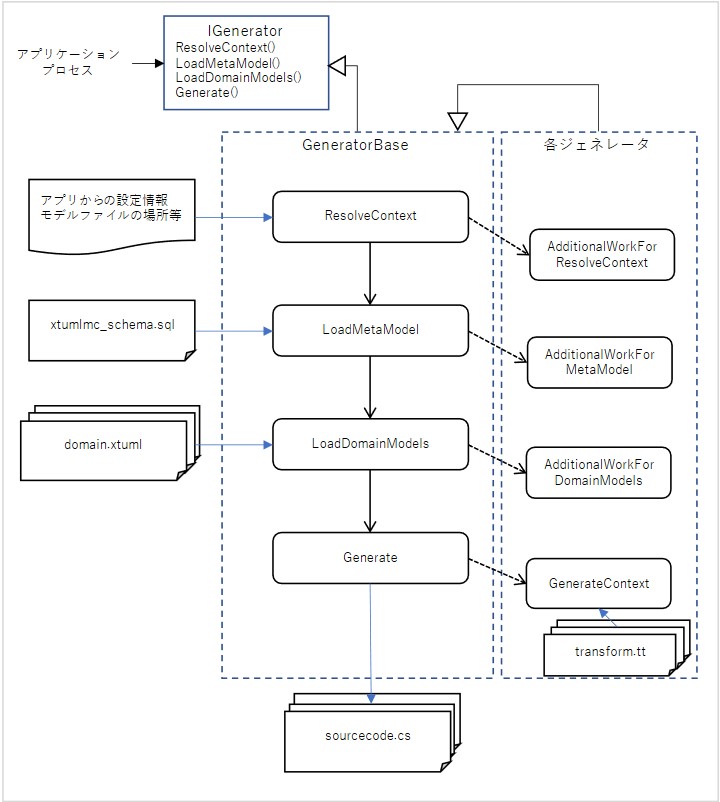 アプリケーション
プロセス
IGenerator
ResolveContext()
LoadMetaModel()
LoadDomainModels()
Generate()
GeneratorBase
各ジェネレータ
アプリからの設定情報
モデルファイルの場所等
ResolveContext
AdditionalWorkFor
ResolveContext
xtumlmc_schema.sql
LoadMetaModel
AdditionalWorkFor
MetaModel
domain.xtuml
LoadDomainModels
AdditionalWorkFor
DomainModels
Generate
GenerateContext
transform.tt
sourcecode.cs